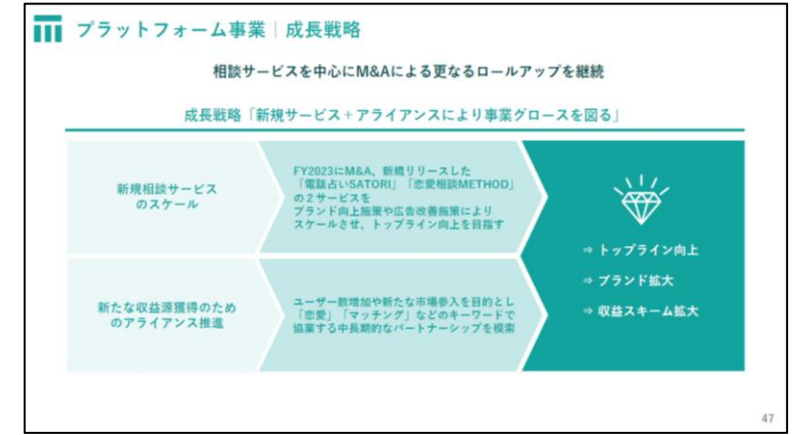 プラットフォーム事業｜成長戦略
相談サービスを中心にM&Aによる更なるロールアップを継続
成長戦略「新規サービス＋アライアンスにより事業グロースを図る」
新規相談サービス
のスケール
FY2023にM&A、新規リリースした
「電話占いSATORI」「恋愛相談METHOD」
の２サービスを
ブランド向上施策や広告改善施策により
スケールさせ、トップライン向上を目指す
新たな収益源獲得のため
のアライアンス推進
ユーザー数増加や新たな市場参入を目的とし
「恋愛」「マッチング」などのキーワードで
協業する中長期的なパートナーシップを模索
⇒ トップライン向上
⇒ ブランド拡大
⇒ 収益スキーム拡大
47